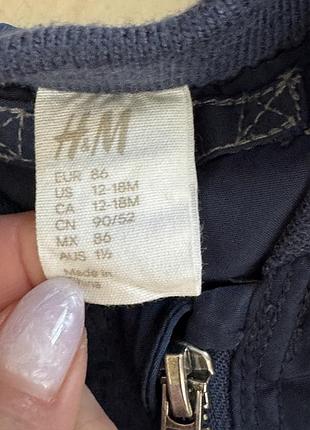 H&M
EUR 86
US 12-18M
CA 12-18M
CN 90/52
MX 86
AUS 1½
Made in
China